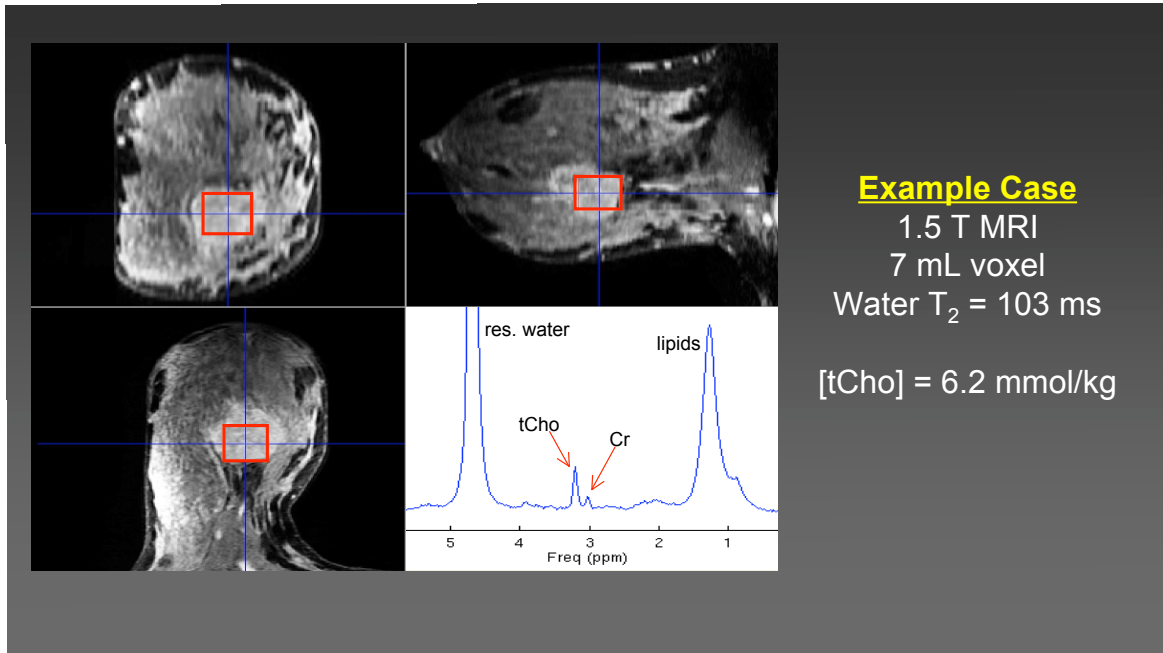 Example Case
1.5 T MRI
7 mL voxel
Water T₂ = 103 ms
[tCho] = 6.2 mmol/kg
res. water
lipids
tCho
Cr
5 4 3 2 1
Freq (ppm)